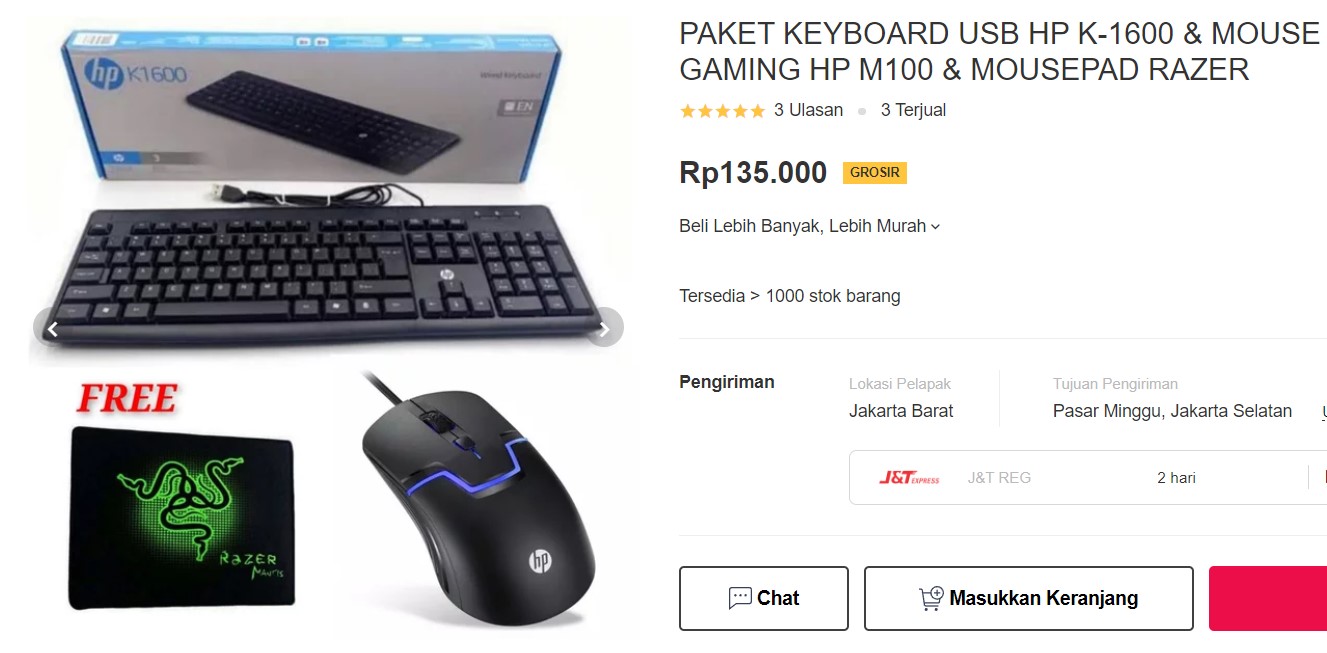 hp K1600
Wired Keyboard
EN
hp
FREE
RAZER
MANTIS
hp
PAKET KEYBOARD USB HP K-1600 & MOUSE
GAMING HP M100 & MOUSEPAD RAZER
3 Ulasan 3 Terjual
Rp135.000 GROSIR
Beli Lebih Banyak, Lebih Murah
Tersedia > 1000 stok barang
Pengiriman
Lokasi Pelapak Tujuan Pengiriman
Jakarta Barat Pasar Minggu, Jakarta Selatan
J&T EXPRESS J&T REG 2 hari
Chat Masukkan Keranjang